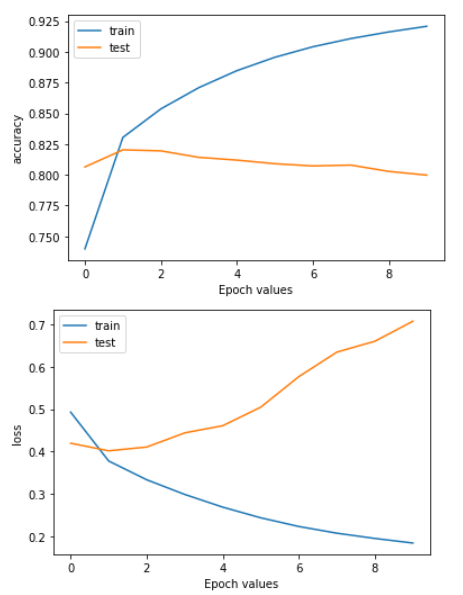 0.925
0.900
0.875
0.850
0.825
0.800
0.775
0.750
accuracy
train
test
0 2 4 6 8
Epoch values
0.7
0.6
0.5
0.4
0.3
0.2
loss
train
test
0 2 4 6 8
Epoch values